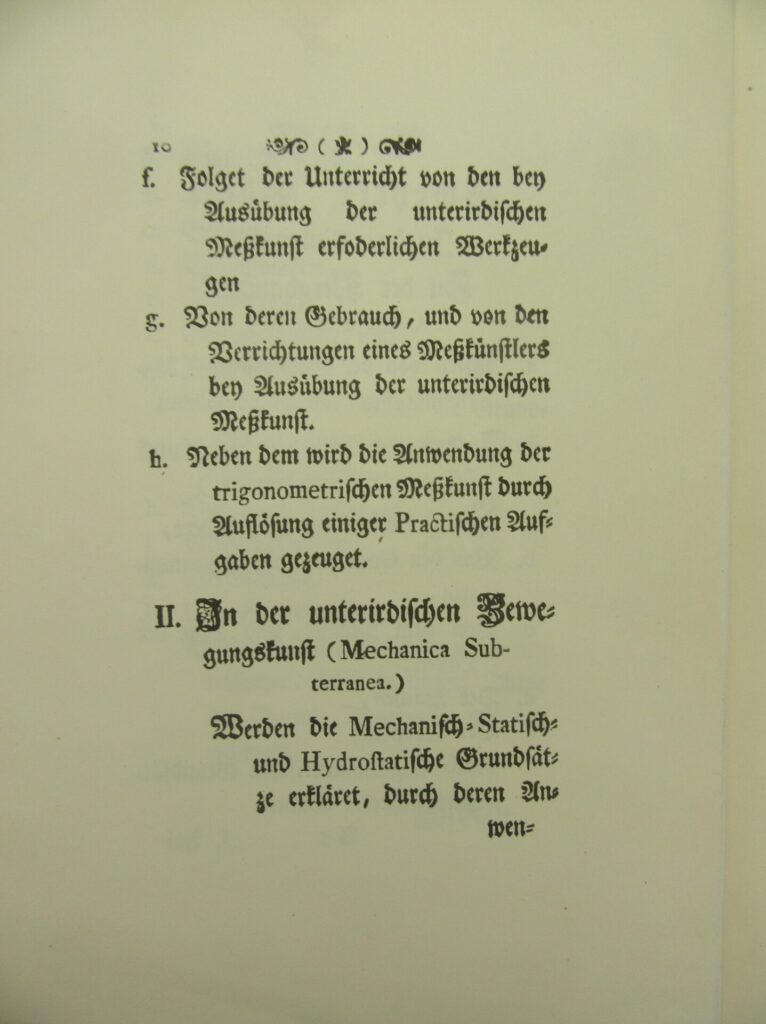 10 ( * )
f. Folget der Unterricht von den bey
Ausübung der unterirdischen
Meßkunst erfoderlichen Werkzeu-
gen
g. Von deren Gebrauch, und von den
Verrichtungen eines Meßkünstlers
bey Ausübung der unterirdischen
Meßkunst.
h. Neben dem wird die Anwendung der
trigonometrischen Meßkunst durch
Auflösung einiger Practischen Auf-
gaben gezeuget.
II. In der unterirdischen Bewe-
gungskunst (Mechanica Sub-
terranea.)
Werden die Mechanisch-Statisch-
und Hydrostatische Grundsät-
ze erkläret, durch deren An-
wen-